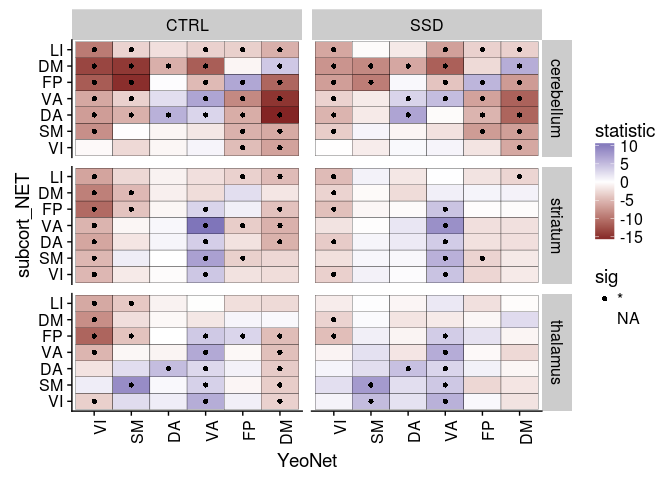 CTRL SSD
LI
DM
FP
VA
DA
SM
VI
cerebellum
LI
DM
FP
VA
DA
SM
VI
striatum
LI
DM
FP
VA
DA
SM
VI
thalamus
subcort_NET
VI SM DA VA FP DM VI SM DA VA FP DM
YeoNet
statistic
10
5
0
-5
-10
-15
sig
*
NA